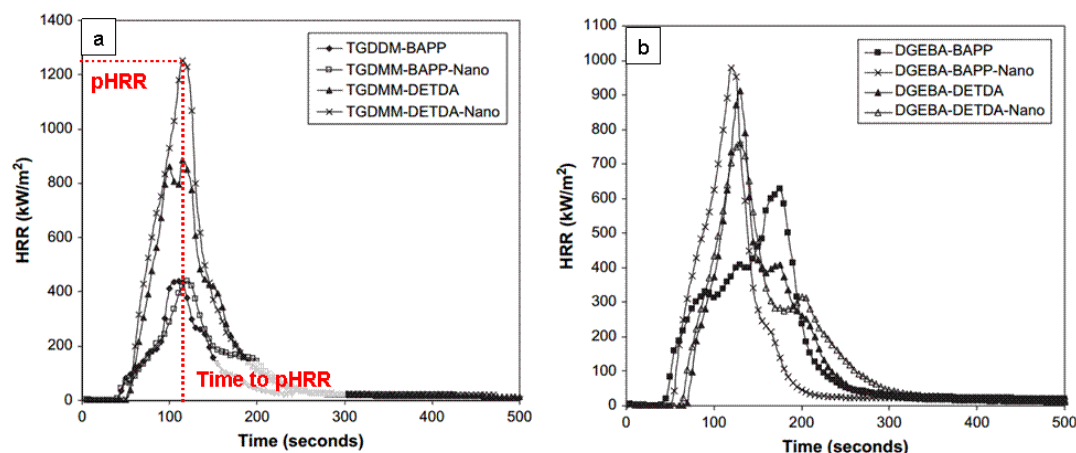 a
TGDDM-BAPP
TGDMM-BAPP-Nano
TGDMM-DETDA
TGDMM-DETDA-Nano
pHRR
Time to pHRR
HRR (kW/m²)
1400
1200
1000
800
600
400
200
0
0 100 200 300 400 500
Time (seconds)
b
DGEBA-BAPP
DGEBA-BAPP-Nano
DGEBA-DETDA
DGEBA-DETDA-Nano
HRR (kW/m²)
1100
1000
900
800
700
600
500
400
300
200
100
0
0 100 200 300 400 500
Time (seconds)